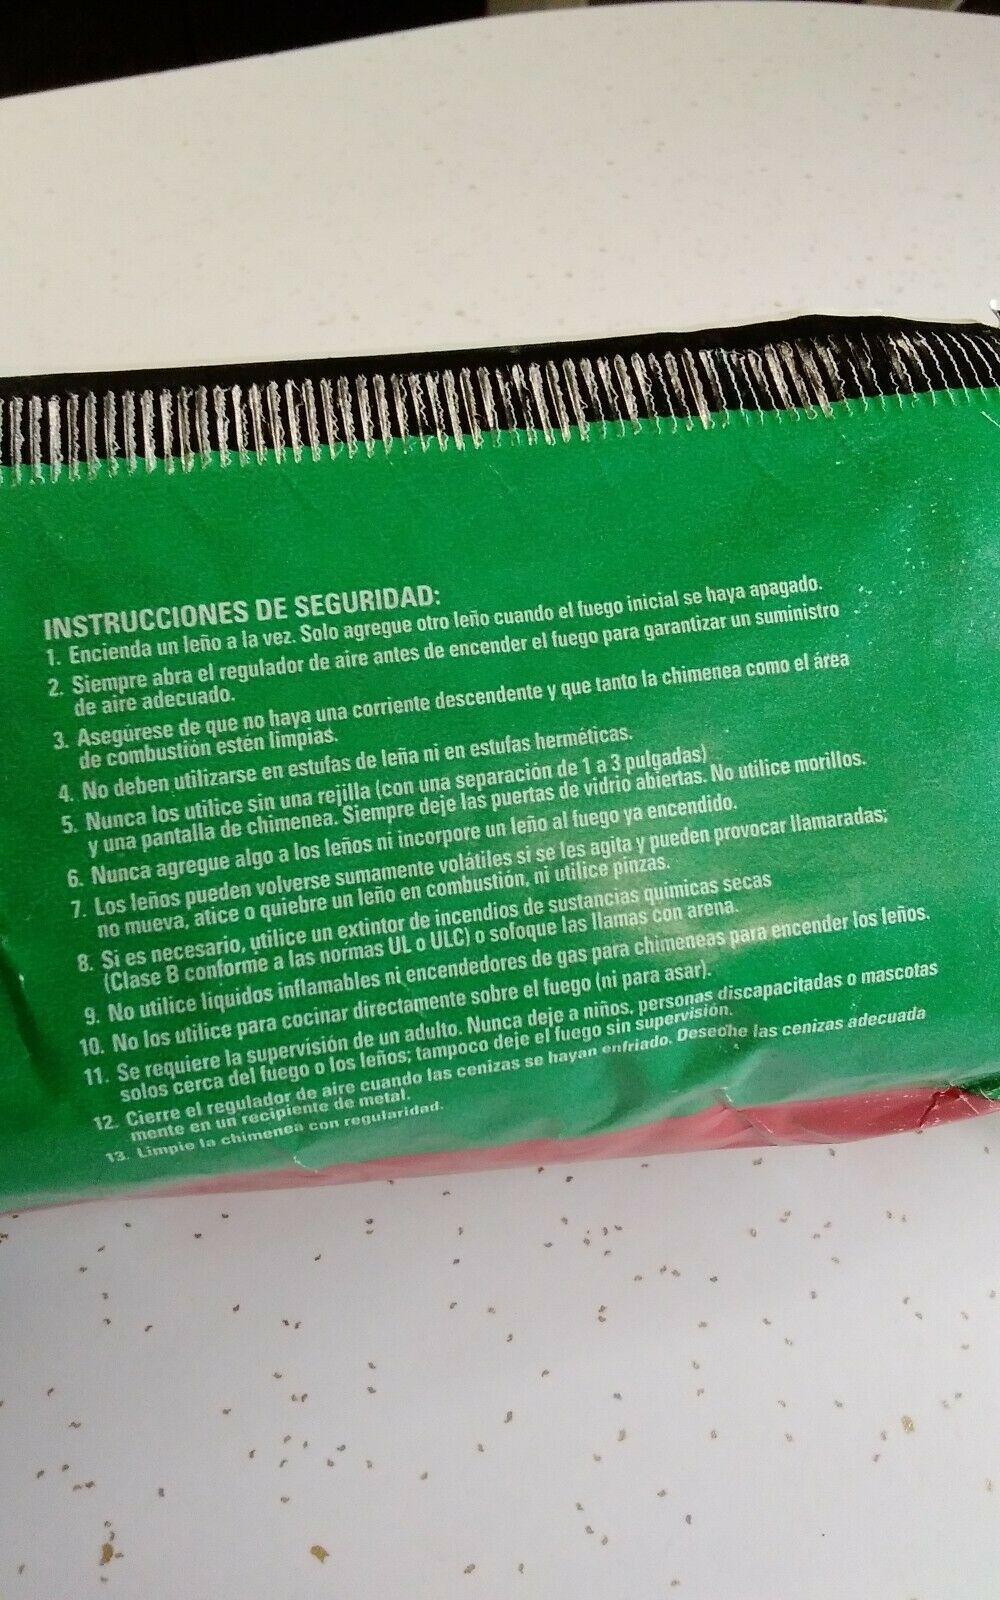 INSTRUCCIONES DE SEGURIDAD:
1. Encienda un leño a la vez. Solo agregue otro leño cuando el fuego inicial se haya apagado.
2. Siempre abra el regulador de aire antes de encender el fuego para garantizar un suministro
de aire adecuado.
3. Asegúrese de que no haya una corriente descendente y que tanto la chimenea como el área
de combustión estén limpias.
4. No deben utilizarse en estufas de leña ni en estufas herméticas.
5. Nunca los utilice sin una rejilla (con una separación de 1 a 3 pulgadas)
y una pantalla de chimenea. Siempre deje las puertas de vidrio abiertas. No utilice morillos.
6. Nunca agregue algo a los leños ni incorpore un leño al fuego ya encendido.
7. Los leños pueden volverse sumamente volátiles si se les agita y pueden provocar llamaradas;
no mueva, atice o quiebre un leño en combustión, ni utilice pinzas.
8. Si es necesario, utilice un extintor de incendios de sustancias químicas secas
(Clase B conforme a las normas UL o ULC) o sofoque las llamas con arena.
9. No utilice líquidos inflamables ni encendedores de gas para chimeneas para encender los leños.
10. No los utilice para cocinar directamente sobre el fuego (ni para asar).
11. Se requiere la supervisión de un adulto. Nunca deje a niños, personas discapacitadas o mascotas
solos cerca del fuego o los leños; tampoco deje el fuego sin supervisión.
12. Cierre el regulador de aire cuando las cenizas se hayan enfriado. Deseche las cenizas adecuada
mente en un recipiente de metal.
13. Limpie la chimenea con regularidad.